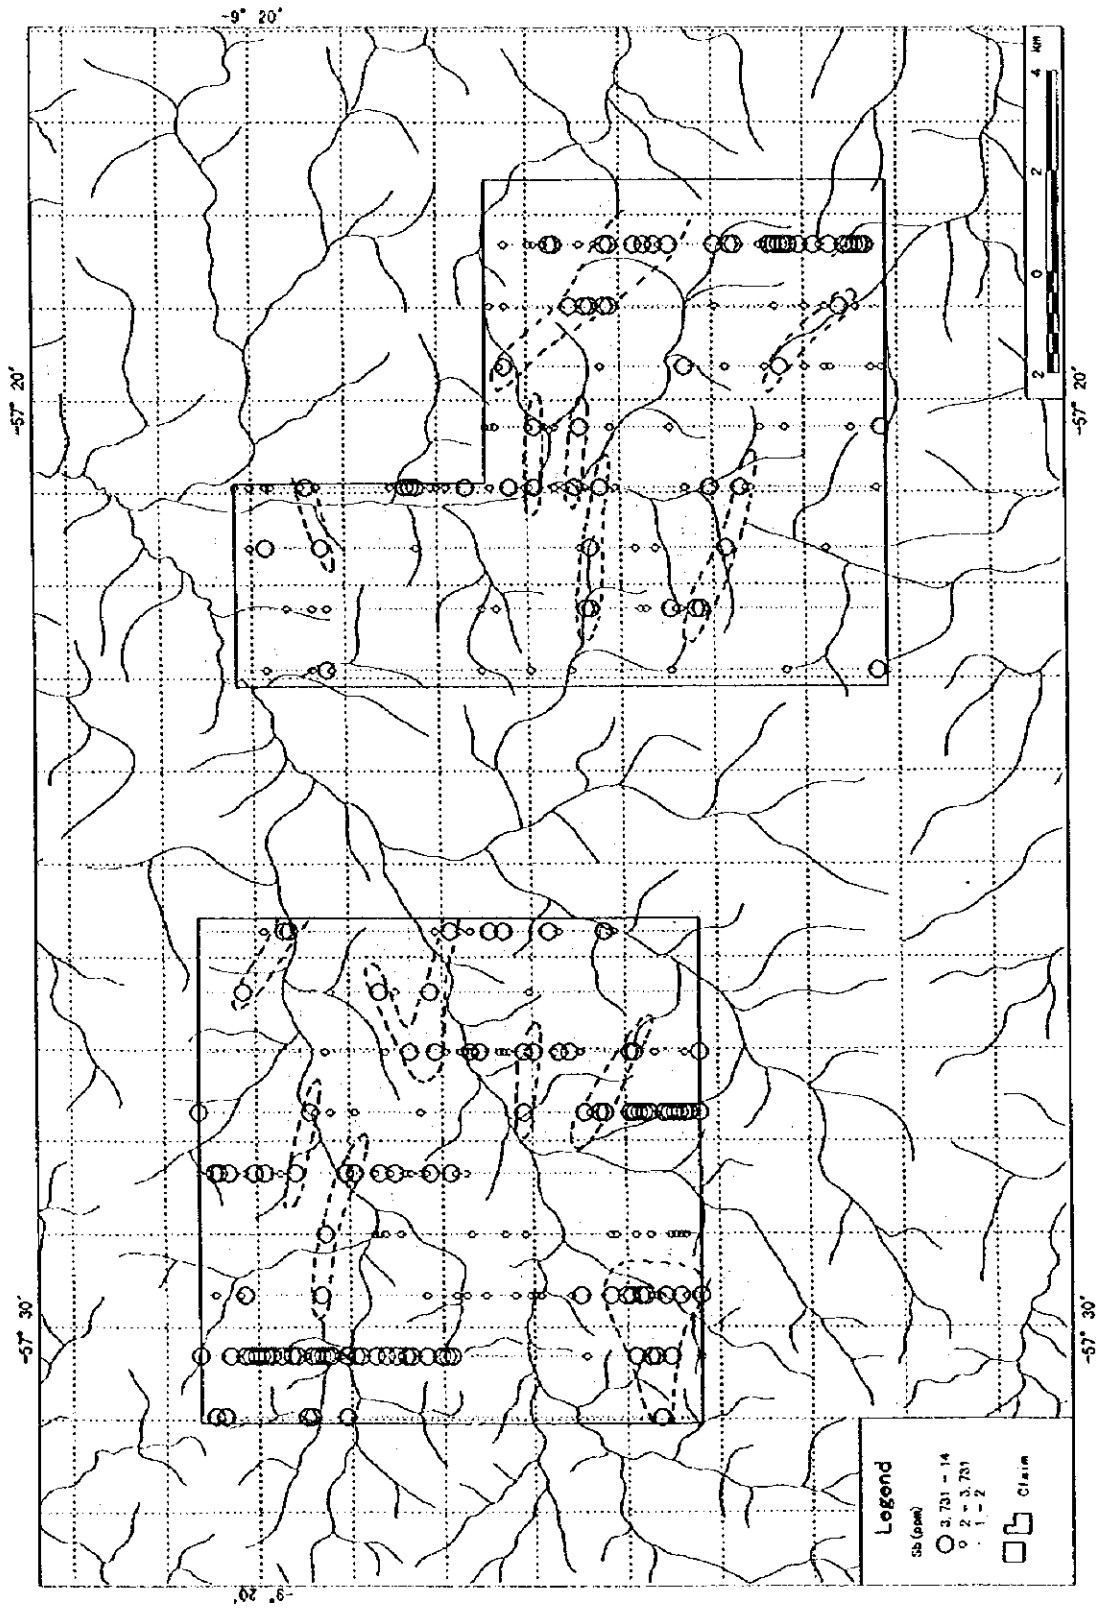 -9° 20′
-57° 20′
2 0 2 4 Km
-57° 20′
-57° 30′
-57° 30′
-9° 20′
Legend
Sb(ppm)
3.731 - 14
2 - 3.731
1 - 2
Claim